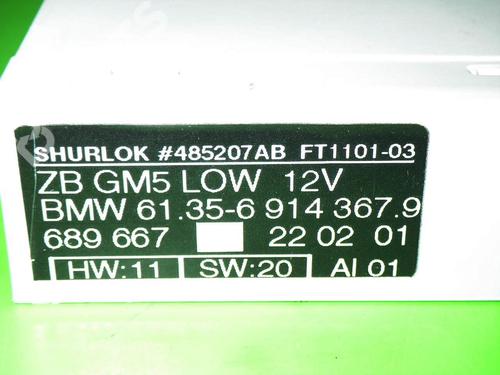 SHURLOK #485207AB FT1101-03
ZB GM5 LOW 12V
BMW 61.35-6 914 367.9
689 667 22 02 01
HW:11 SW:20 AI 01